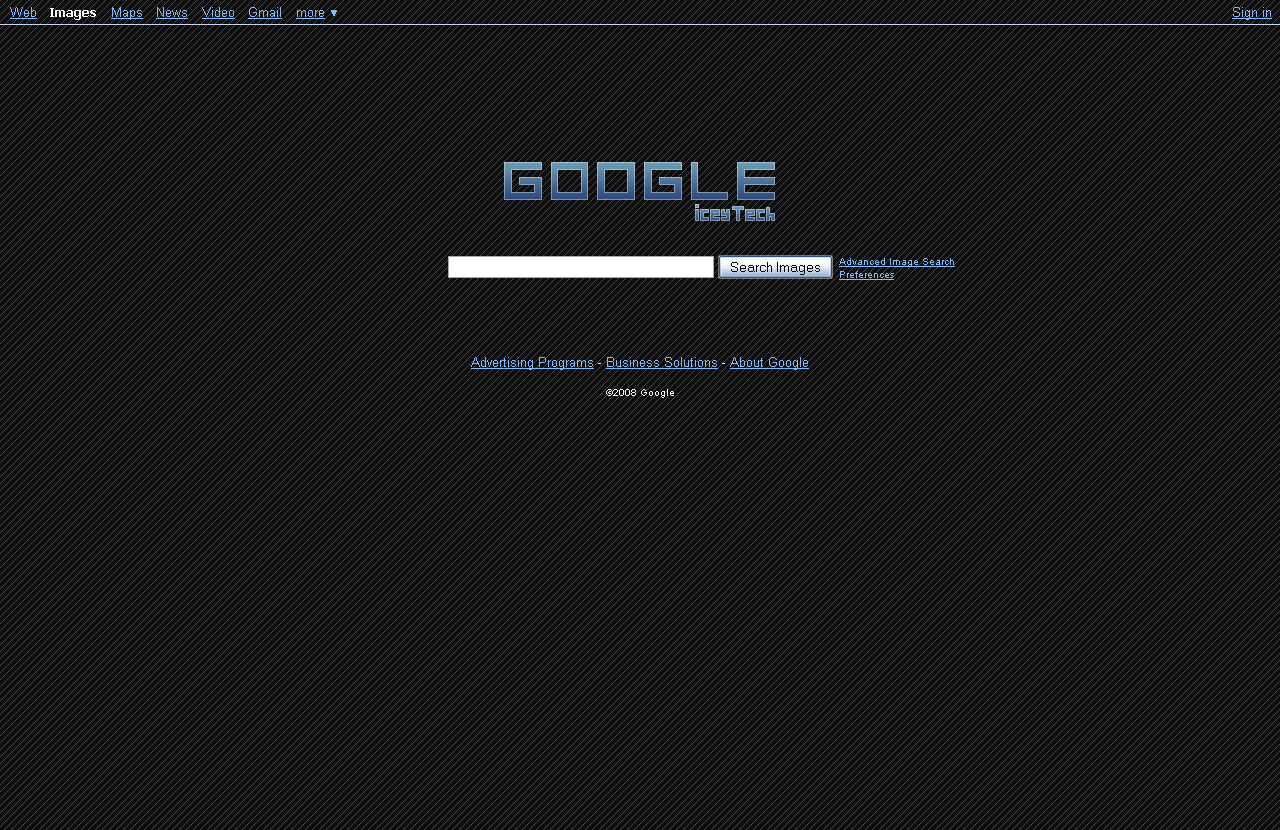 Web Images Maps News Video Gmail more ▼ Sign in
GOOGLE
iceyTech
Search Images
Advanced Image Search
Preferences
Advertising Programs - Business Solutions - About Google
©2008 Google